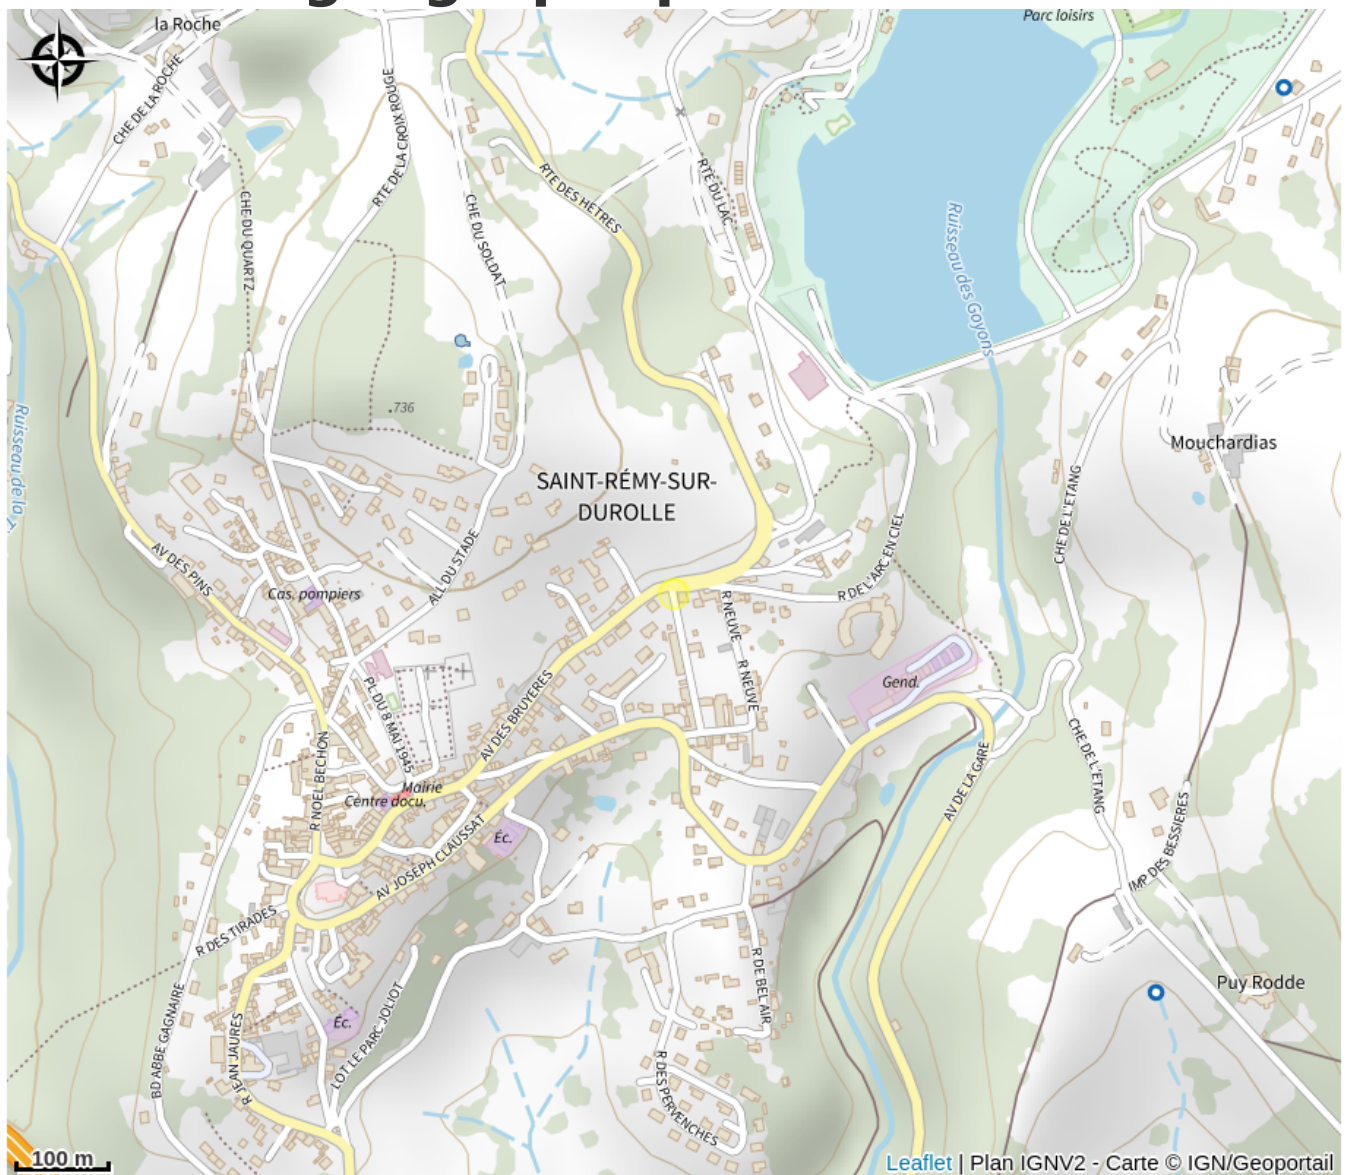 la Roche
Parc loisirs
CHE DE LA ROCHE
RTE DE LA CROIX ROUGE
RTE DES HETRES
RTE DU LAC
CHE DU QUARTZ
CHE DU SOLDAT
Ruisseau des Goyons
.736
Ruisseau de la
Mouchardias
SAINT-RÉMY-SUR-
DUROLLE
CHE DE L'ETANG
AV DES PINS
ALL DU STADE
R DE L'ARC EN CIEL
Cas. pompiers
R NEUVE
R NEUVE
Gend.
PL DU 8 MAI 1945
AV DES BRUYERES
R NOEL BECHON
CHE DE L'ETANG
AV DE LA GARE
Mairie
Centre docu.
Éc.
AV JOSEPH CLAUSSAT
IMP DES BESSIERES
R DES TIRADES
R DE BEL AIR
Puy Rodde
BD ABBE GAGNAIRE
Éc.
LOT LE PARC JOLIOT
R JEAN JAURES
R DES PERVENCHES
100 m
Leaflet | Plan IGNV2 - Carte © IGN/Geoportail